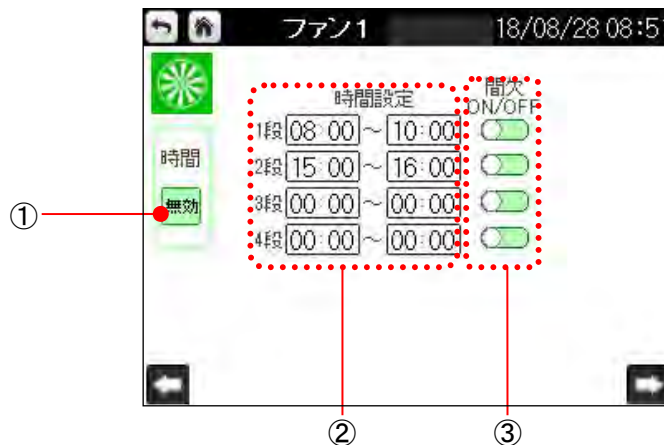 ファン1 18/08/28 08:5
時間設定
間欠
ON/OFF
1段 08:00 ～ 10:00
2段 15:00 ～ 16:00
3段 00:00 ～ 00:00
4段 00:00 ～ 00:00
時間
無効
①
②
③